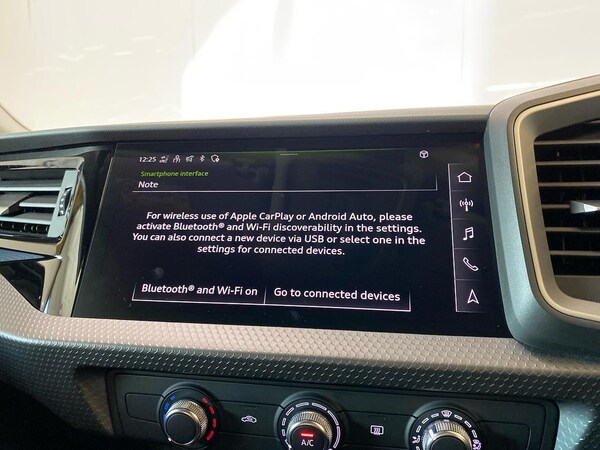 12:25
Smartphone interface
Note
For wireless use of Apple CarPlay or Android Auto, please
activate Bluetooth® and Wi-Fi discoverability in the settings.
You can also connect a new device via USB or select one in the
settings for connected devices.
Bluetooth® and Wi-Fi on
Go to connected devices
A/C